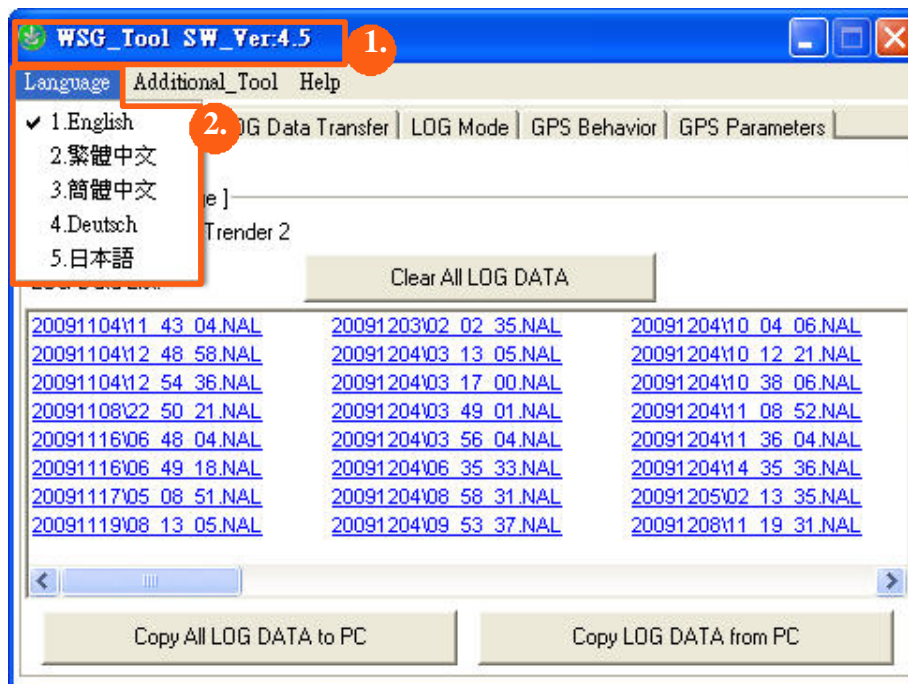 WSG_Tool SW_Ver:4.5
1.
Language Additional_Tool Help
✓ 1.English
2.繁體中文
3.簡體中文
4.Deutsch
5.日本語
2.
OG Data Transfer LOG Mode GPS Behavior GPS Parameters
ge ]
Trender 2
Clear All LOG DATA
20091104\11_43_04.NAL 20091203\02_02_35.NAL 20091204\10_04_06.NAL
20091104\12_48_58.NAL 20091204\03_13_05.NAL 20091204\10_12_21.NAL
20091104\12_54_36.NAL 20091204\03_17_00.NAL 20091204\10_38_06.NAL
20091108\22_50_21.NAL 20091204\03_49_01.NAL 20091204\11_08_52.NAL
20091116\06_48_04.NAL 20091204\03_56_04.NAL 20091204\11_36_04.NAL
20091116\06_49_18.NAL 20091204\06_35_33.NAL 20091204\14_35_36.NAL
20091117\05_08_51.NAL 20091204\08_58_31.NAL 20091205\02_13_35.NAL
20091119\08_13_05.NAL 20091204\09_53_37.NAL 20091208\11_19_31.NAL
Copy All LOG DATA to PC Copy LOG DATA from PC